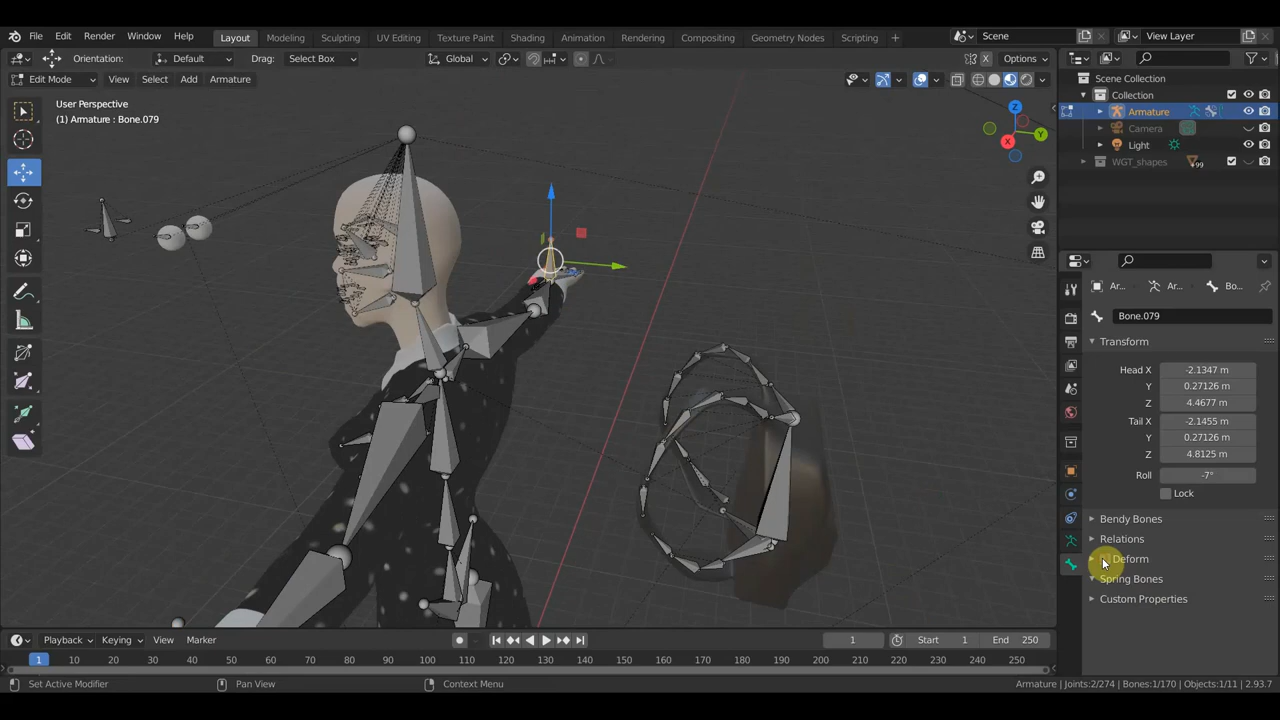 File Edit Render Window Help Layout Modeling Sculpting UV Editing Texture Paint Shading Animation Rendering Compositing Geometry Nodes Scripting + Scene View Layer
Orientation: Default Drag: Select Box Global X Options
Edit Mode View Select Add Armature
User Perspective
(1) Armature : Bone.079
Z
Y
X
Scene Collection
Collection
Armature
Camera
Light
WGT_shapes
99
Ar... Ar... Bo...
Bone.079
Transform
Head X -2.1347 m
Y 0.27126 m
Z 4.4677 m
Tail X -2.1455 m
Y 0.27126 m
Z 4.8125 m
Roll -7°
Lock
Bendy Bones
Relations
Deform
Spring Bones
Custom Properties
Playback Keying View Marker 1 Start 1 End 250
1 10 20 30 40 50 60 70 80 90 100 110 120 130 140 150 160 170 180 190 200 210 220 230 240 250
Set Active Modifier Pan View Context Menu Armature | Joints:2/274 | Bones:1/170 | Objects:1/11 | 2.93.7